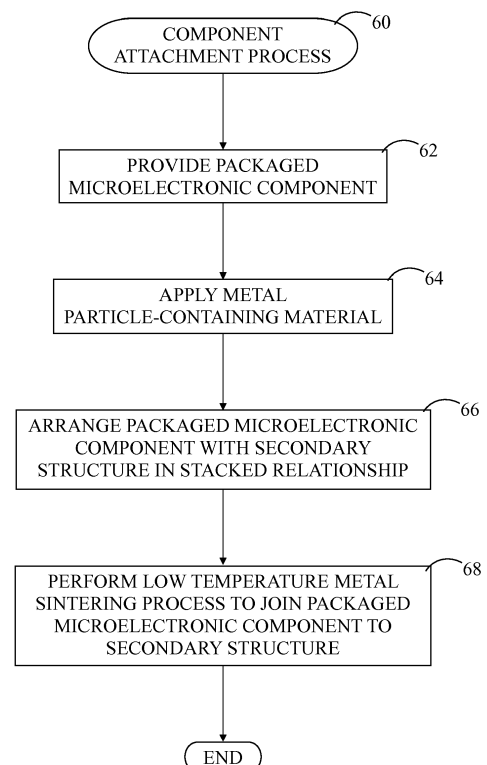 COMPONENT
ATTACHMENT PROCESS
60
PROVIDE PACKAGED
MICROELECTRONIC COMPONENT
62
APPLY METAL
PARTICLE-CONTAINING MATERIAL
64
ARRANGE PACKAGED MICROELECTRONIC
COMPONENT WITH SECONDARY
STRUCTURE IN STACKED RELATIONSHIP
66
PERFORM LOW TEMPERATURE METAL
SINTERING PROCESS TO JOIN PACKAGED
MICROELECTRONIC COMPONENT TO
SECONDARY STRUCTURE
68
END